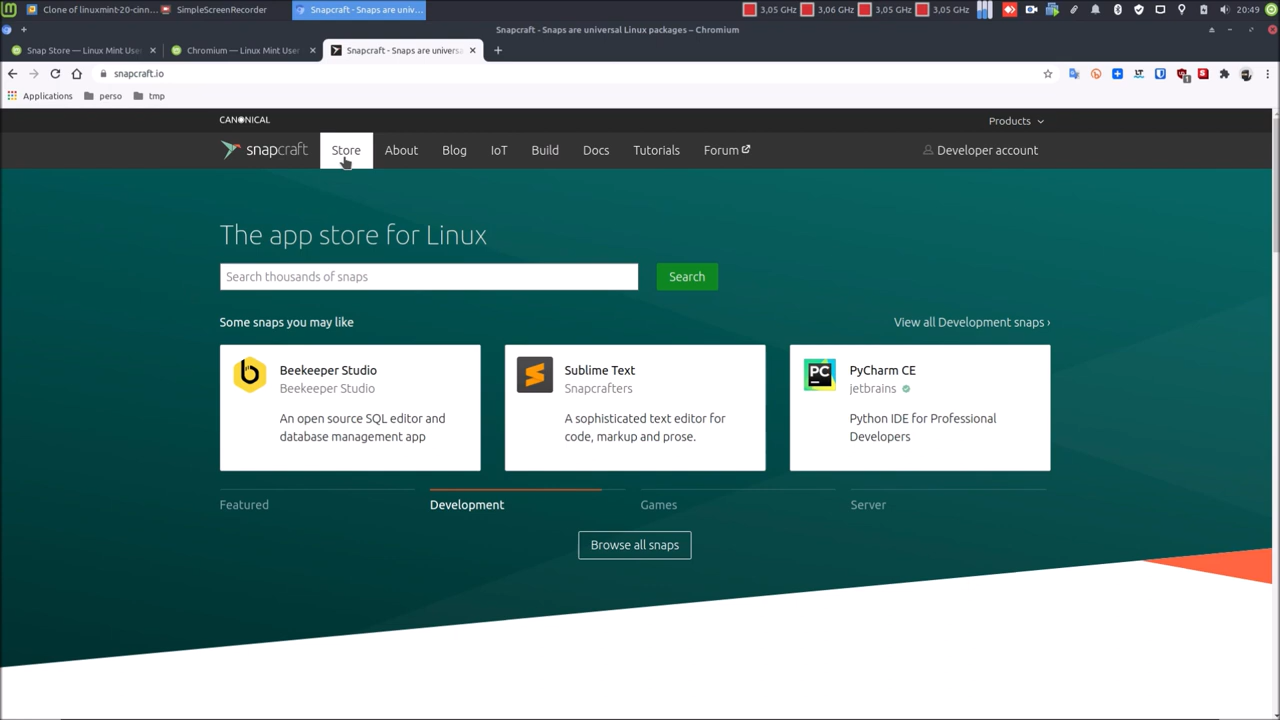 Clone of linuxmint-20-cinn...
SimpleScreenRecorder
Snapcraft - Snaps are univ...
3,05 GHz
3,06 GHz
3,05 GHz
3,05 GHz
20:49
Snapcraft - Snaps are universal Linux packages – Chromium
Snap Store — Linux Mint Use
Chromium — Linux Mint User
Snapcraft - Snaps are universa
snapcraft.io
Applications
perso
tmp
CANONICAL
Products
snapcraft
Store
About
Blog
IoT
Build
Docs
Tutorials
Forum
Developer account
The app store for Linux
Search thousands of snaps
Search
Some snaps you may like
View all Development snaps ›
Beekeeper Studio
Beekeeper Studio
An open source SQL editor and
database management app
Sublime Text
Snapcrafters
A sophisticated text editor for
code, markup and prose.
PC
PyCharm CE
jetbrains
Python IDE for Professional
Developers
Featured
Development
Games
Server
Browse all snaps